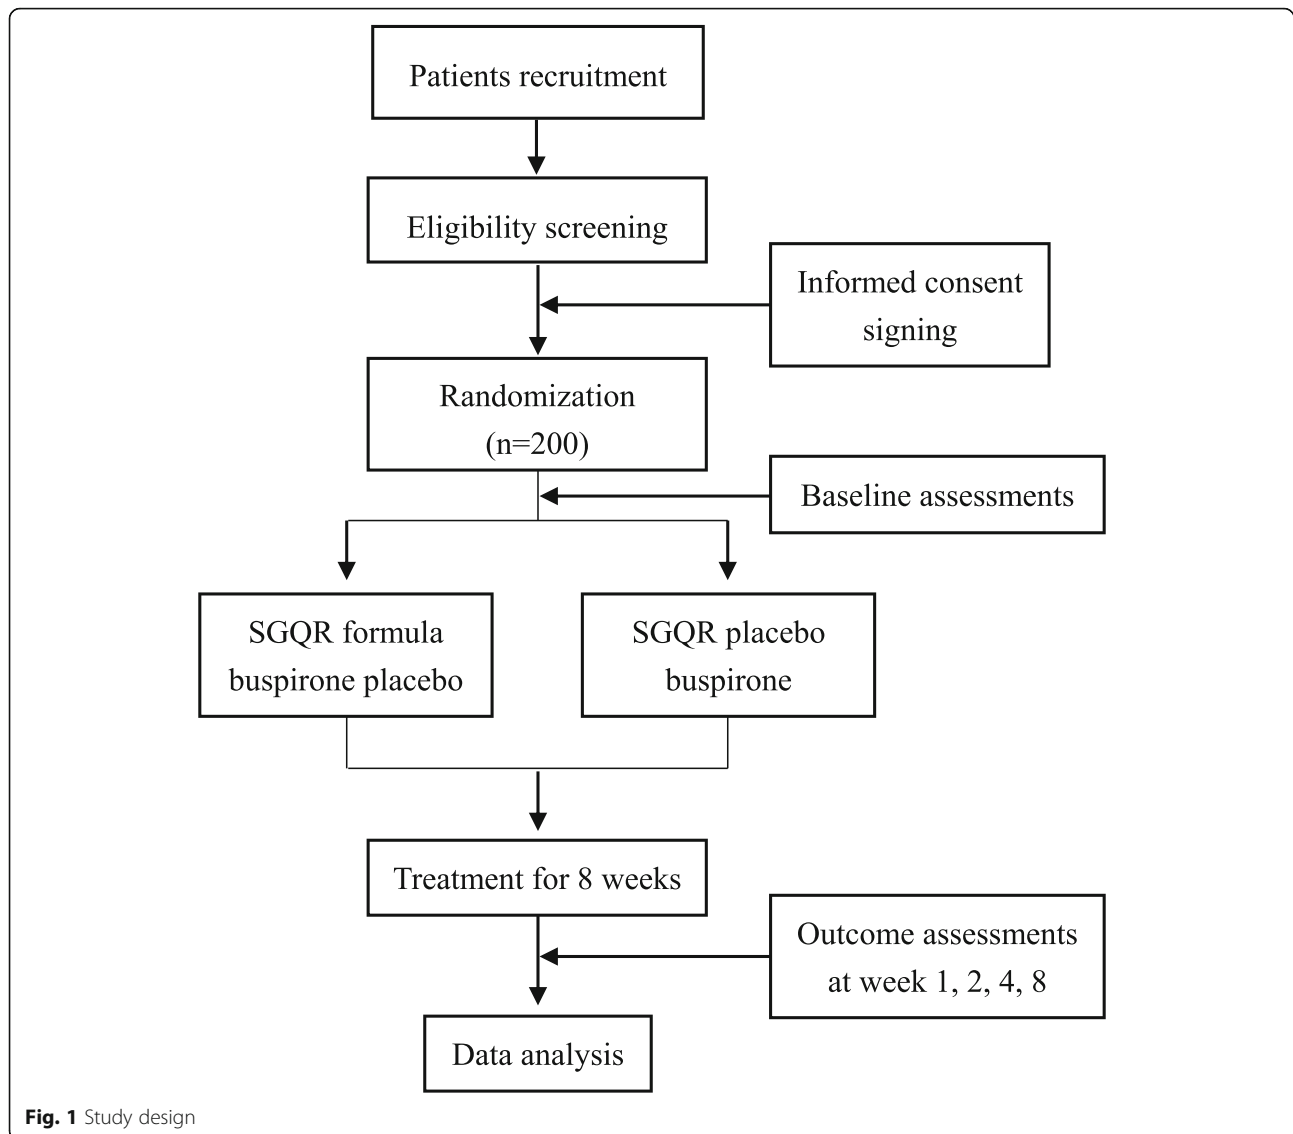 Patients recruitment
Eligibility screening
Informed consent
signing
Randomization
(n=200)
Baseline assessments
SGQR formula
buspirone placebo
SGQR placebo
buspirone
Treatment for 8 weeks
Outcome assessments
at week 1, 2, 4, 8
Data analysis
Fig. 1 Study design